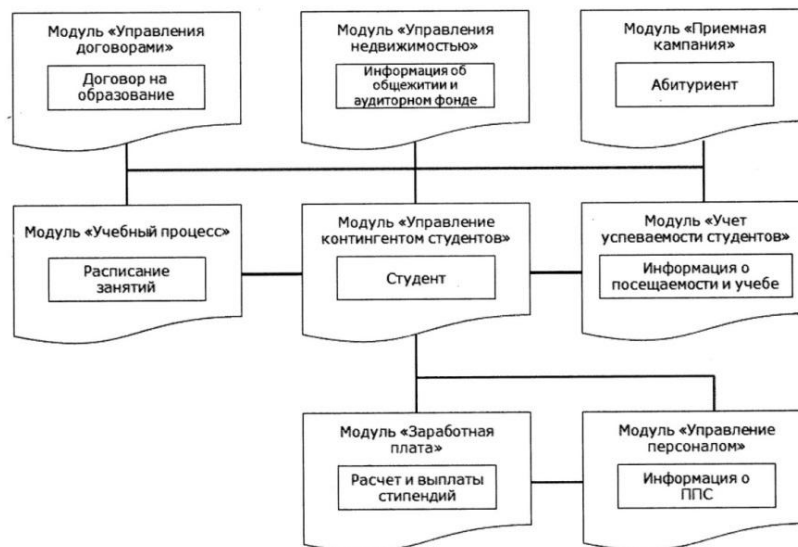 Модуль «Управления
договорами»
Договор на
образование
Модуль «Управления
недвижимостью»
Информация об
общежитии и
аудиторном фонде
Модуль «Приемная
кампания»
Абитуриент
Модуль «Учебный процесс»
Расписание
занятий
Модуль «Управление
контингентом студентов»
Студент
Модуль «Учет
успеваемости студентов»
Информация о
посещаемости и учебе
Модуль «Заработная
плата»
Расчет и выплаты
стипендий
Модуль «Управление
персоналом»
Информация о
ППС